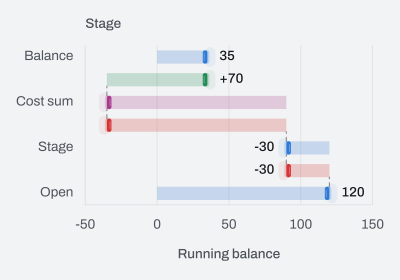 Stage
Balance 35
+70
Cost sum
Stage -30
-30
Open 120
-50 0 50 100 150
Running balance